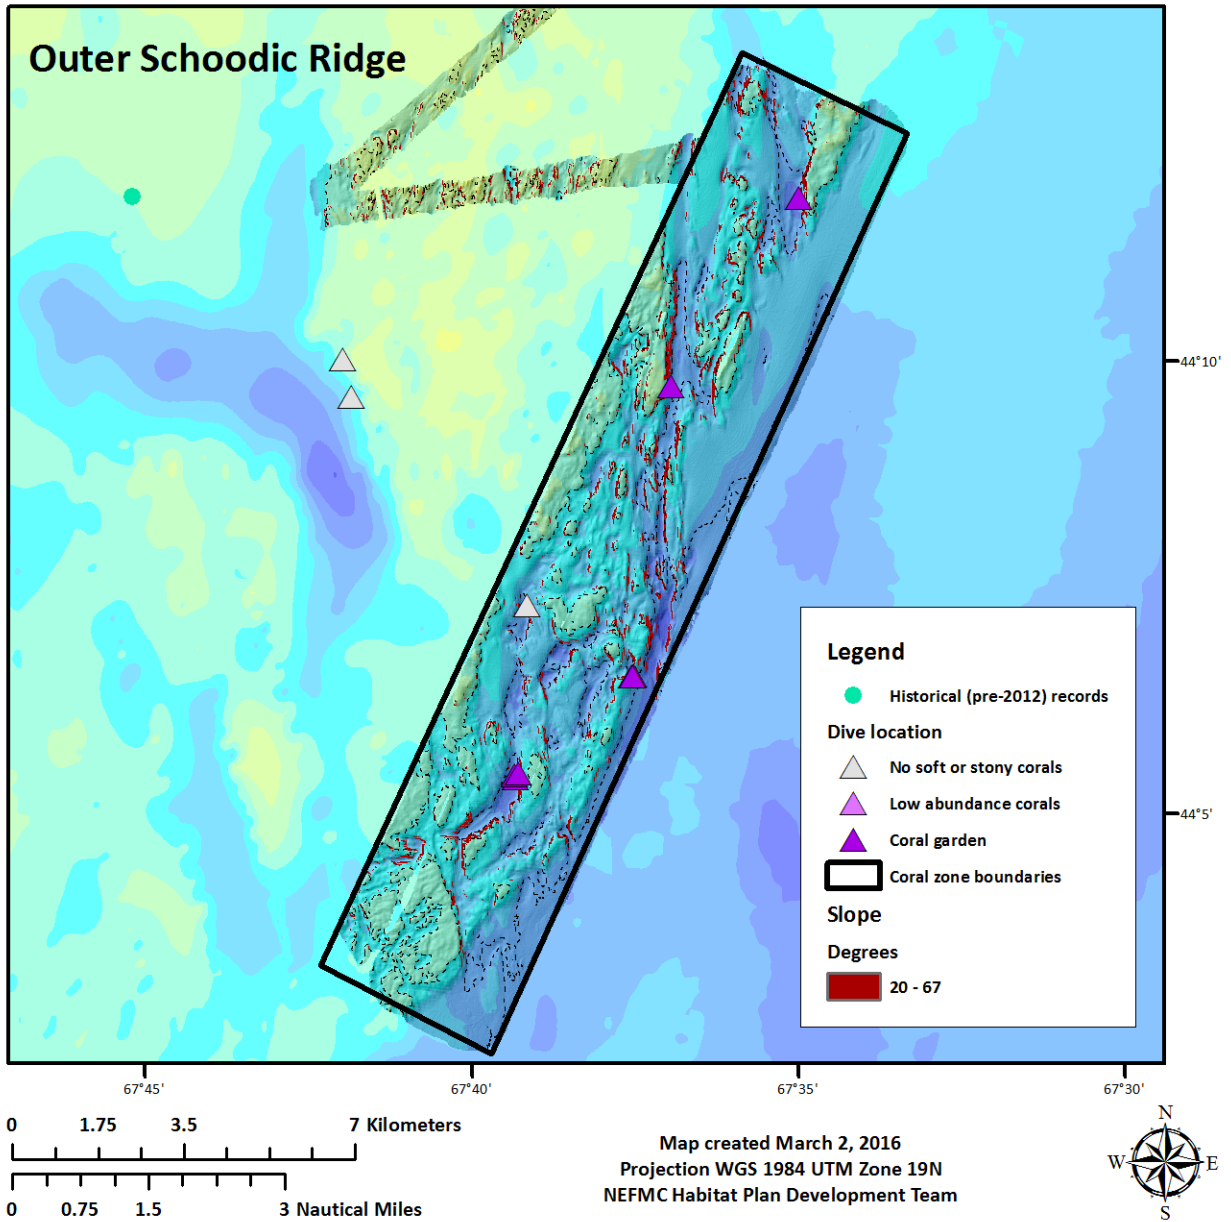 Outer Schoodic Ridge
44°10'
Legend
Historical (pre-2012) records
Dive location
No soft or stony corals
Low abundance corals
44°5'
Coral garden
Coral zone boundaries
Slope
Degrees
20 - 67
67°45' 67°40' 67°35' 67°30'
0 1.75 3.5 7 Kilometers
0 0.75 1.5 3 Nautical Miles
Map created March 2, 2016
Projection WGS 1984 UTM Zone 19N
NEFMC Habitat Plan Development Team
N
W E
S